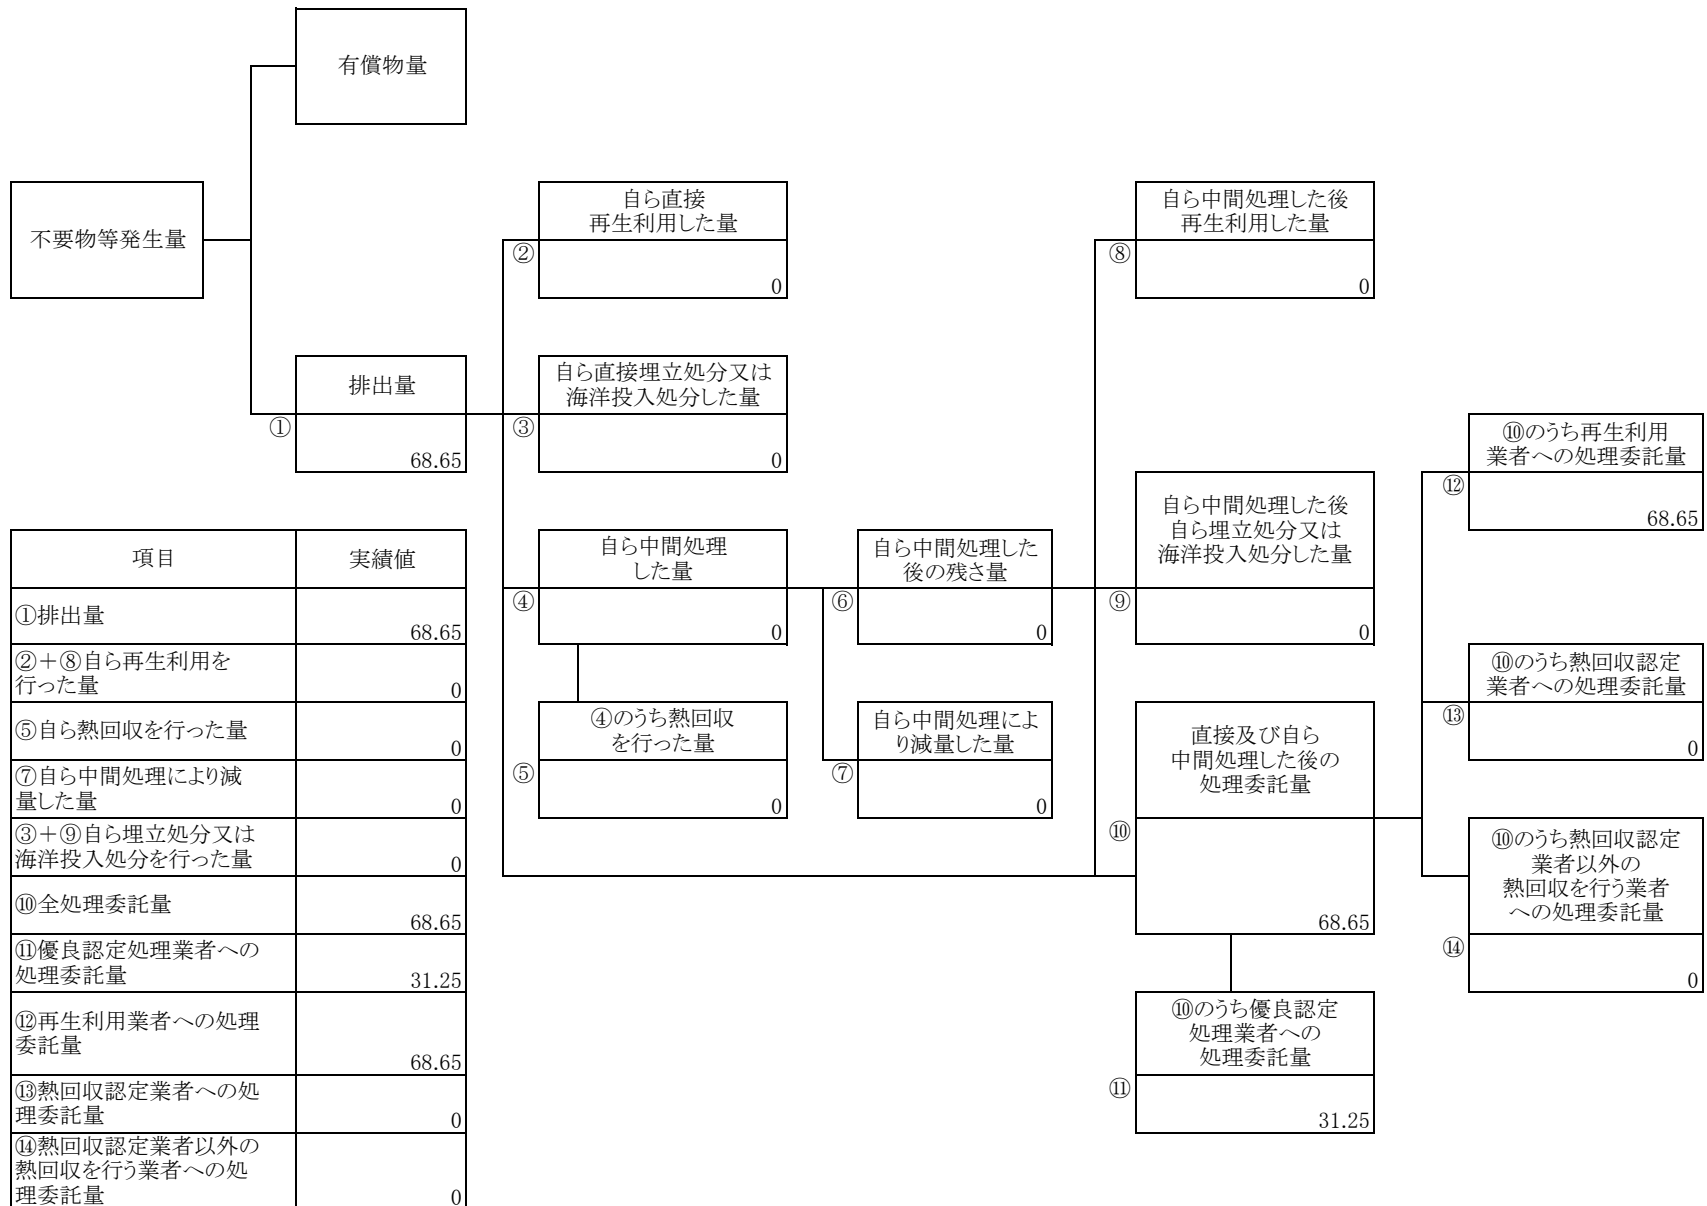 有償物量
不要物等発生量
排出量
①
68.65
自ら直接
再生利用した量
②
0
自ら直接埋立処分又は
海洋投入処分した量
③
0
自ら中間処理
した量
④
0
④のうち熱回収
を行った量
⑤
0
自ら中間処理した
後の残さ量
⑥
0
自ら中間処理によ
り減量した量
⑦
0
自ら中間処理した後
再生利用した量
⑧
0
自ら中間処理した後
自ら埋立処分又は
海洋投入処分した量
⑨
0
直接及び自ら
中間処理した後の
処理委託量
⑩
68.65
⑩のうち優良認定
処理業者への
処理委託量
⑪
31.25
⑩のうち再生利用
業者への処理委託量
⑫
68.65
⑩のうち熱回収認定
業者への処理委託量
⑬
0
⑩のうち熱回収認定
業者以外の
熱回収を行う業者
への処理委託量
⑭
0
項目 実績値
①排出量
68.65
②+⑧自ら再生利用を
行った量
0
⑤自ら熱回収を行った量
0
⑦自ら中間処理により減
量した量
0
③+⑨自ら埋立処分又は
海洋投入処分を行った量
0
⑩全処理委託量
68.65
⑪優良認定処理業者への
処理委託量
31.25
⑫再生利用業者への処理
委託量
68.65
⑬熱回収認定業者への処
理委託量
0
⑭熱回収認定業者以外の
熱回収を行う業者への処
理委託量
0